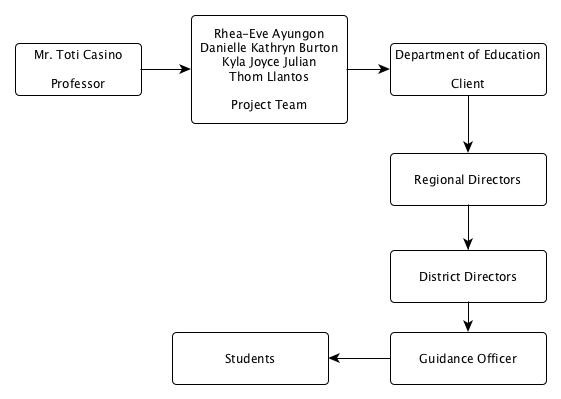 Mr. Toti Casino
Professor
Rhea-Eve Ayungon
Danielle Kathryn Burton
Kyla Joyce Julian
Thom Llantos
Project Team
Department of Education
Client
Regional Directors
District Directors
Guidance Officer
Students